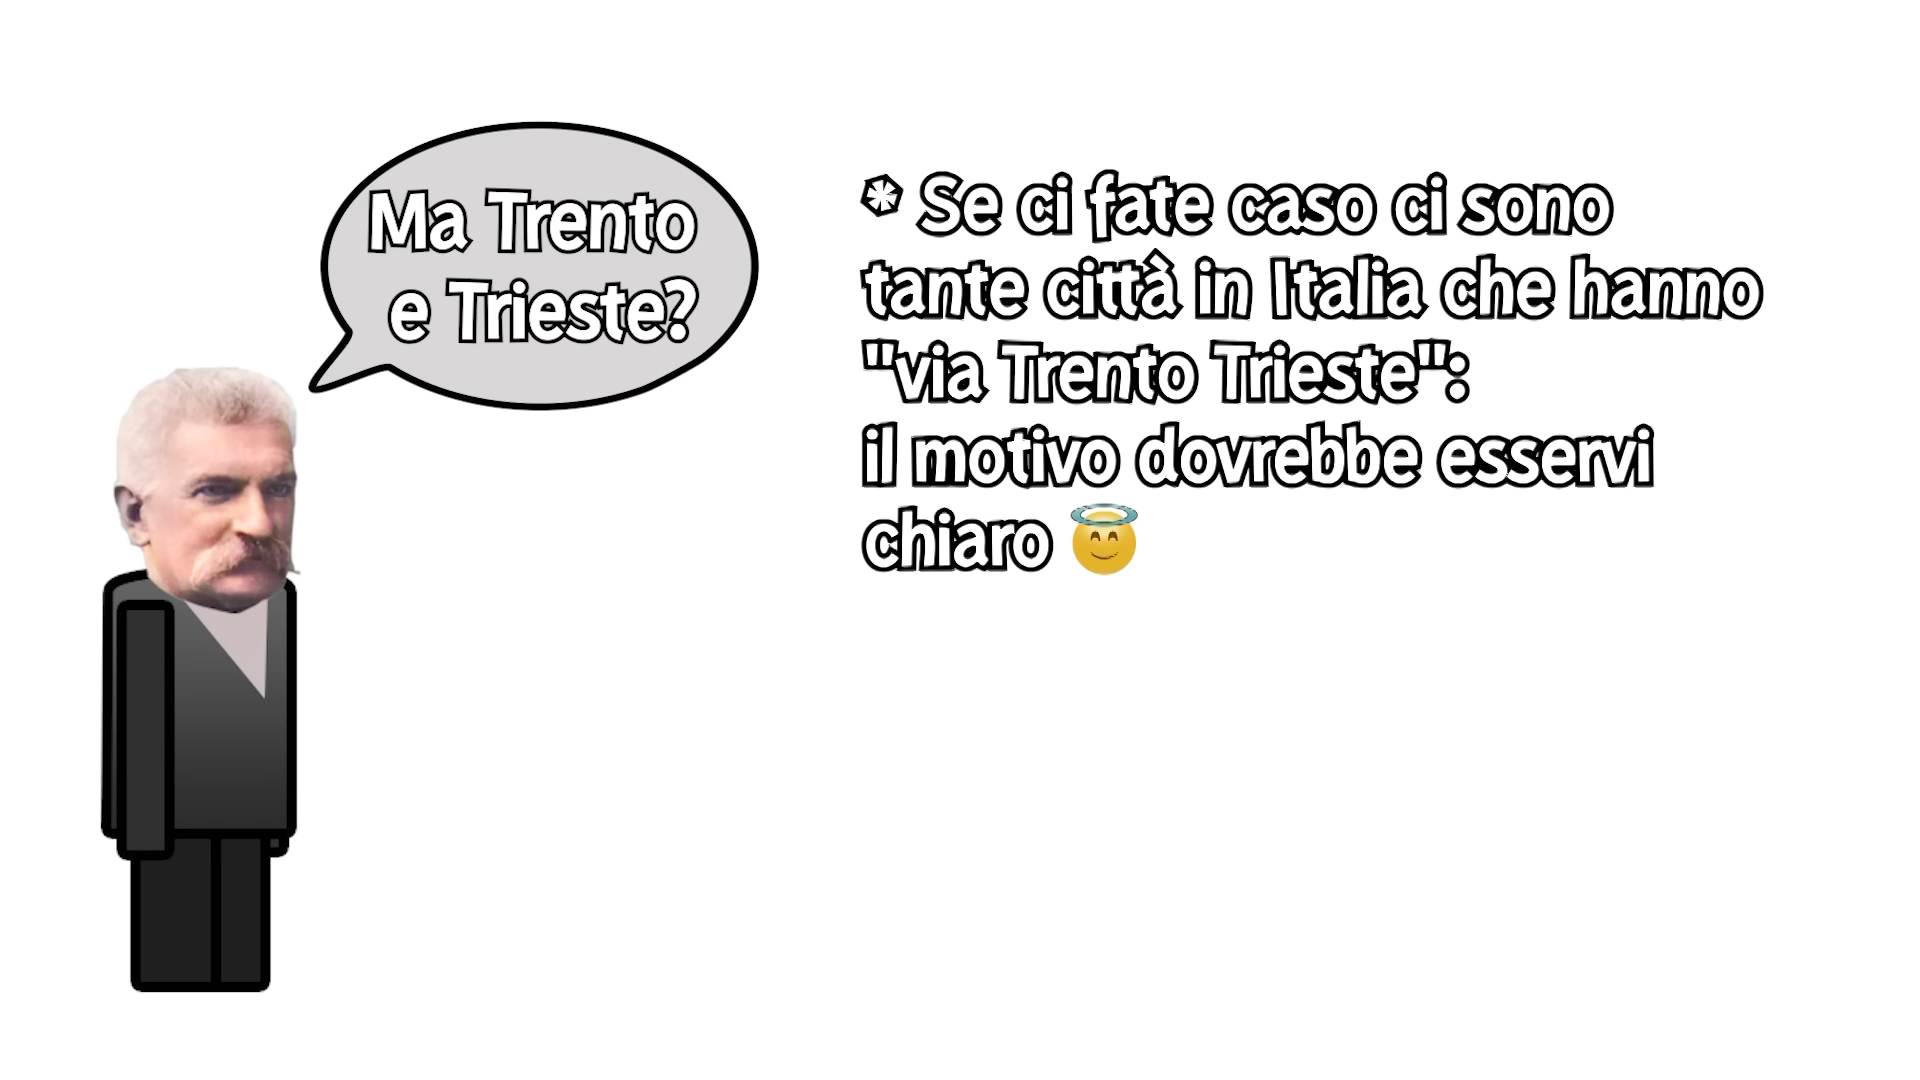 Ma Trento
e Trieste?
* Se ci fate caso ci sono
tante città in Italia che hanno
"via Trento Trieste":
il motivo dovrebbe esservi
chiaro 😇